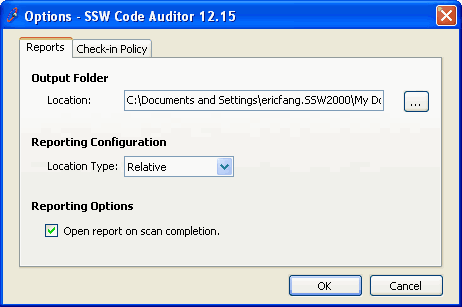 Options - SSW Code Auditor 12.15
Reports Check-in Policy
Output Folder
Location: C:\Documents and Settings\ericfang.SSW2000\My Do ...
Reporting Configuration
Location Type: Relative
Reporting Options
Open report on scan completion.
OK Cancel